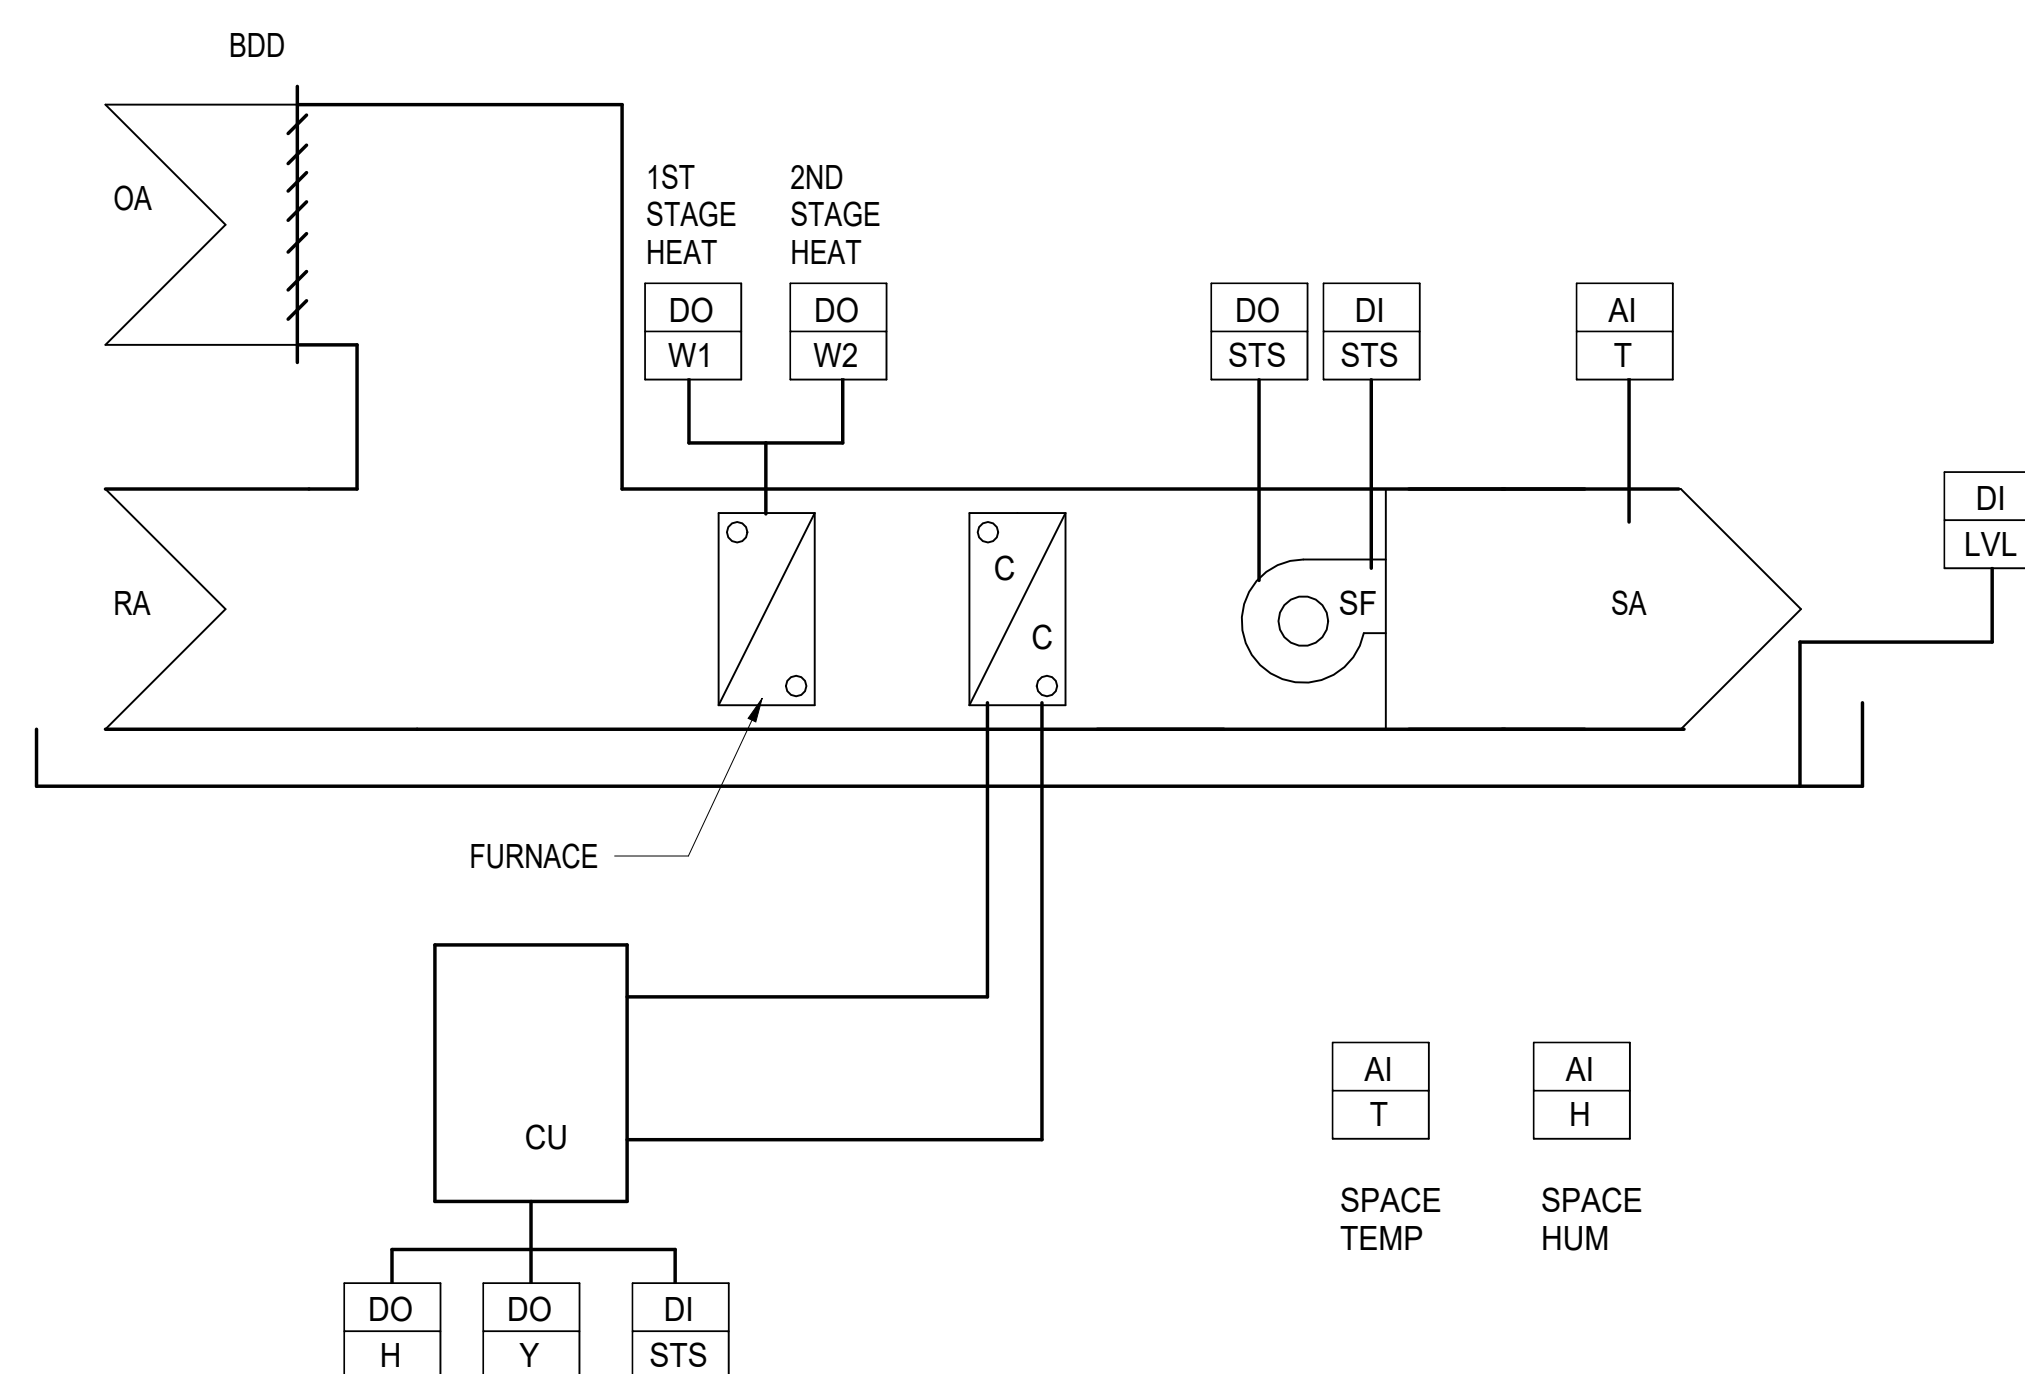 BDD
OA
1ST
STAGE
HEAT
2ND
STAGE
HEAT
DO
W1
DO
W2
DO
STS
DI
STS
AI
T
DI
LVL
RA
C
C
SF
SA
FURNACE
CU
AI
T
SPACE
TEMP
AI
H
SPACE
HUM
DO
H
DO
Y
DI
STS